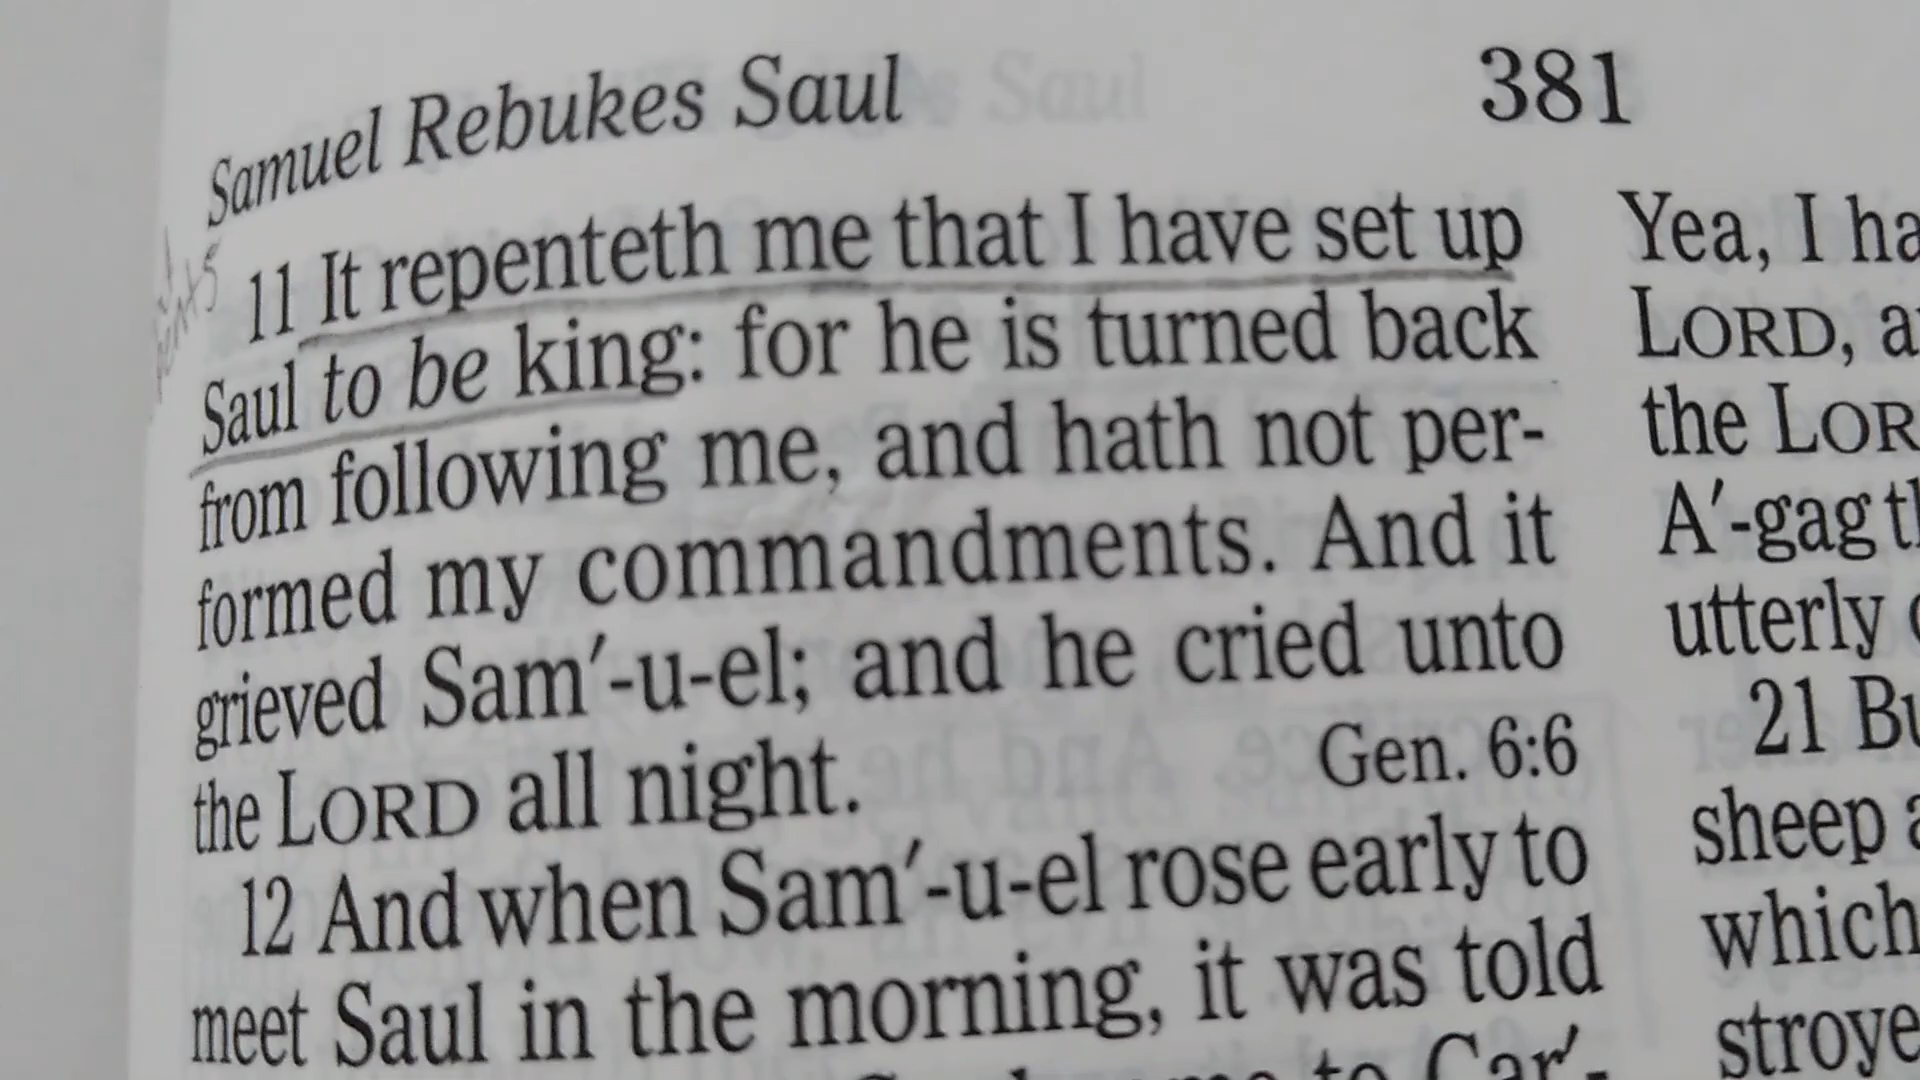 Samuel Rebukes Saul
381
11 It repenteth me that I have set up
Saul to be king: for he is turned back
from following me, and hath not per-
formed my commandments. And it
grieved Sam′-u-el; and he cried unto
the LORD all night. Gen. 6:6
12 And when Sam′-u-el rose early to
meet Saul in the morning, it was told
to Car′-
Yea, I ha
LORD, a
the LOR
A′-gag t
utterly
21 Bu
sheep a
which
stroye